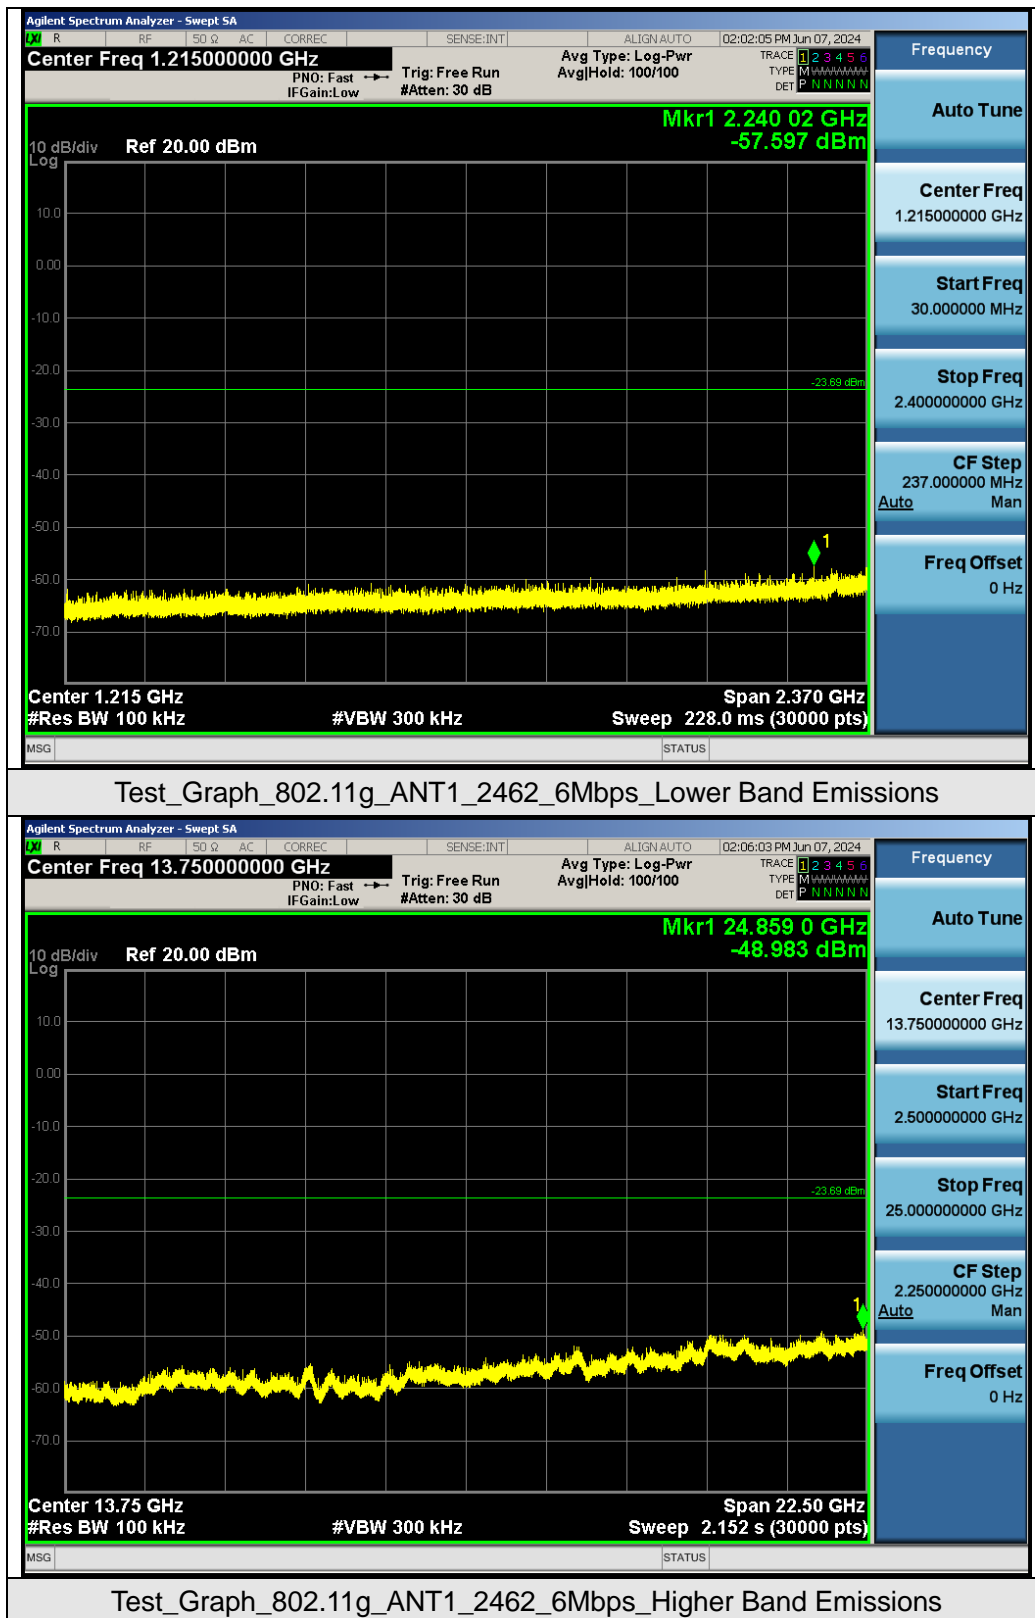 Agilent Spectrum Analyzer - Swept SA
LXI R RF 50 Ω AC CORREC SENSE:INT ALIGN AUTO 02:02:05 PM Jun 07, 2024
Center Freq 1.215000000 GHz
PNO: Fast
IFGain:Low
Trig: Free Run
#Atten: 30 dB
Avg Type: Log-Pwr
Avg|Hold: 100/100
TRACE 1 2 3 4 5 6
TYPE M WWWWW
DET P N N N N N
Mkr1 2.240 02 GHz
-57.597 dBm
10 dB/div Ref 20.00 dBm
Log
10.0
0.00
-10.0
-20.0
-23.69 dBm
-30.0
-40.0
-50.0
1
-60.0
-70.0
Center 1.215 GHz Span 2.370 GHz
#Res BW 100 kHz #VBW 300 kHz Sweep 228.0 ms (30000 pts)
MSG STATUS
Frequency
Auto Tune
Center Freq
1.215000000 GHz
Start Freq
30.000000 MHz
Stop Freq
2.400000000 GHz
CF Step
237.000000 MHz
Auto Man
Freq Offset
0 Hz
Test_Graph_802.11g_ANT1_2462_6Mbps_Lower Band Emissions
Agilent Spectrum Analyzer - Swept SA
LXI R RF 50 Ω AC CORREC SENSE:INT ALIGN AUTO 02:06:03 PM Jun 07, 2024
Center Freq 13.750000000 GHz
PNO: Fast
IFGain:Low
Trig: Free Run
#Atten: 30 dB
Avg Type: Log-Pwr
Avg|Hold: 100/100
TRACE 1 2 3 4 5 6
TYPE M WWWWW
DET P N N N N N
Mkr1 24.859 0 GHz
-48.983 dBm
10 dB/div Ref 20.00 dBm
Log
10.0
0.00
-10.0
-20.0
-23.69 dBm
-30.0
-40.0
1
-50.0
-60.0
-70.0
Center 13.75 GHz Span 22.50 GHz
#Res BW 100 kHz #VBW 300 kHz Sweep 2.152 s (30000 pts)
MSG STATUS
Frequency
Auto Tune
Center Freq
13.750000000 GHz
Start Freq
2.500000000 GHz
Stop Freq
25.000000000 GHz
CF Step
2.250000000 GHz
Auto Man
Freq Offset
0 Hz
Test_Graph_802.11g_ANT1_2462_6Mbps_Higher Band Emissions